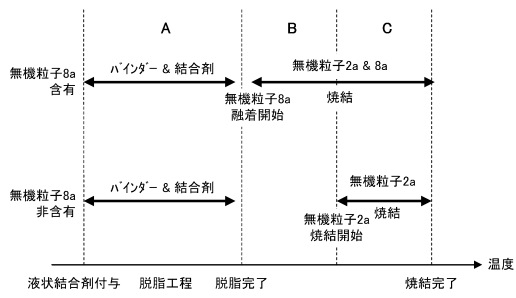 A
B
C
無機粒子8a
含有
ﾊﾞｲﾝﾀﾞｰ & 結合剤
無機粒子2a & 8a
無機粒子8a
融着開始
焼結
無機粒子8a
非含有
ﾊﾞｲﾝﾀﾞｰ & 結合剤
無機粒子2a
無機粒子2a
焼結開始
焼結
温度
液状結合剤付与
脱脂工程
脱脂完了
焼結完了